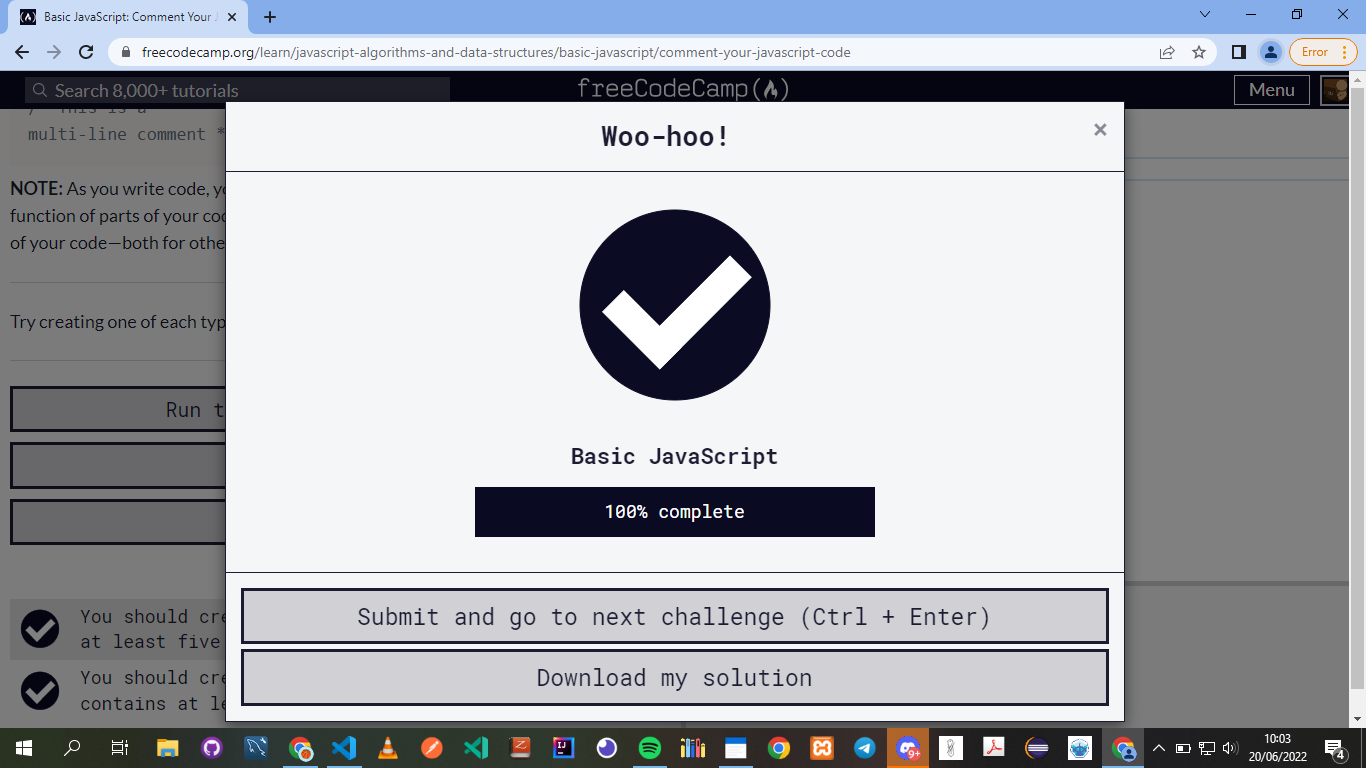 Basic JavaScript: Comment Your J
freecodecamp.org/learn/javascript-algorithms-and-data-structures/basic-javascript/comment-your-javascript-code
Error
Search 8,000+ tutorials
freeCodeCamp
Menu
/* This is a
multi-line comment *
Woo-hoo!
×
NOTE: As you write code, yo
function of parts of your cod
of your code—both for othe
Try creating one of each typ
Run t
Basic JavaScript
100% complete
Submit and go to next challenge (Ctrl + Enter)
Download my solution
You should cre
at least five
You should cre
contains at le
9+
10:03
20/06/2022
4